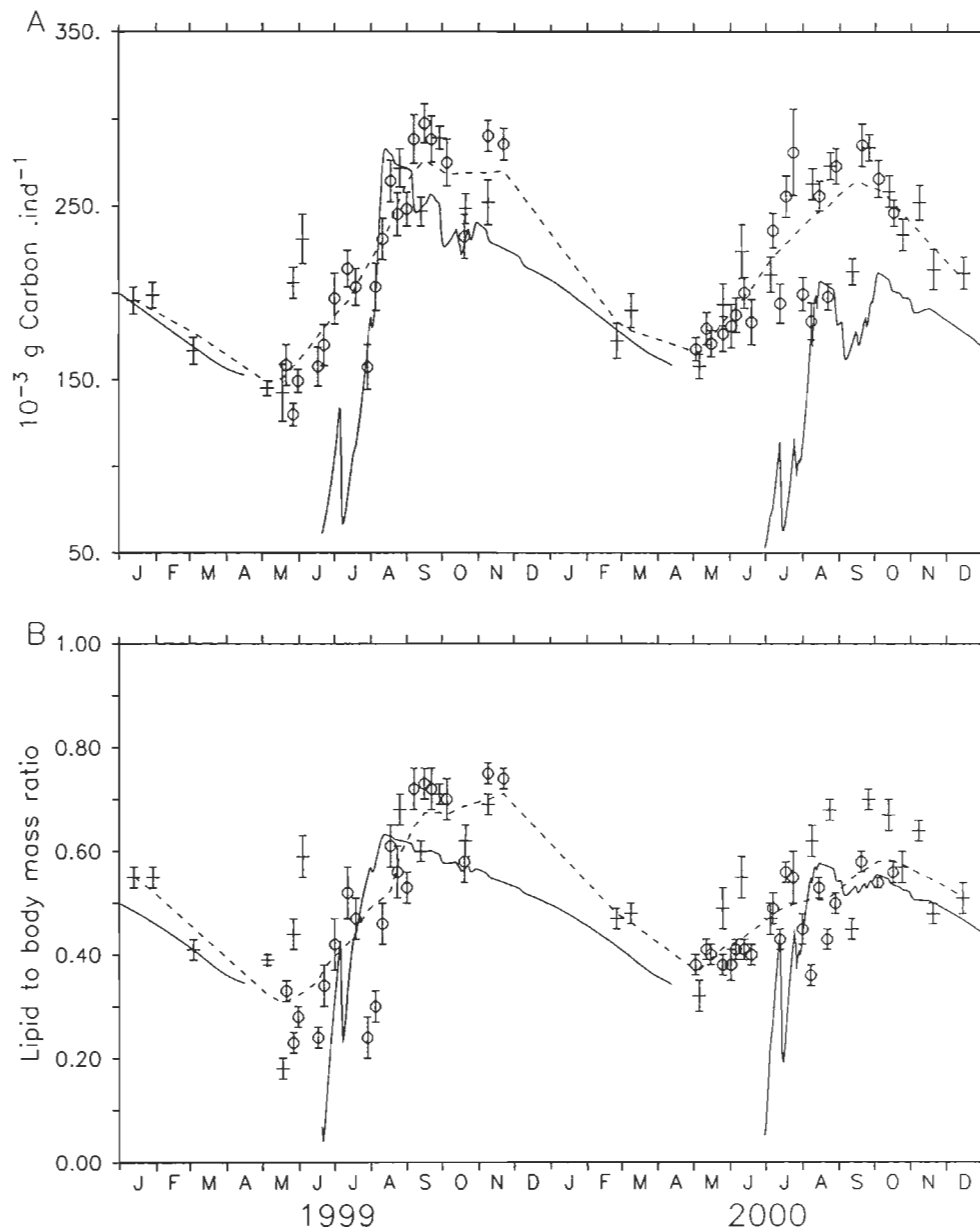 A
350.
250.
150.
50.
10⁻³ g Carbon .ind⁻¹
J F M A M J J A S O N D J F M A M J J A S O N D
B
1.00
0.80
0.60
0.40
0.20
0.00
Lipid to body mass ratio
J F M A M J J A S O N D J F M A M J J A S O N D
1999 2000